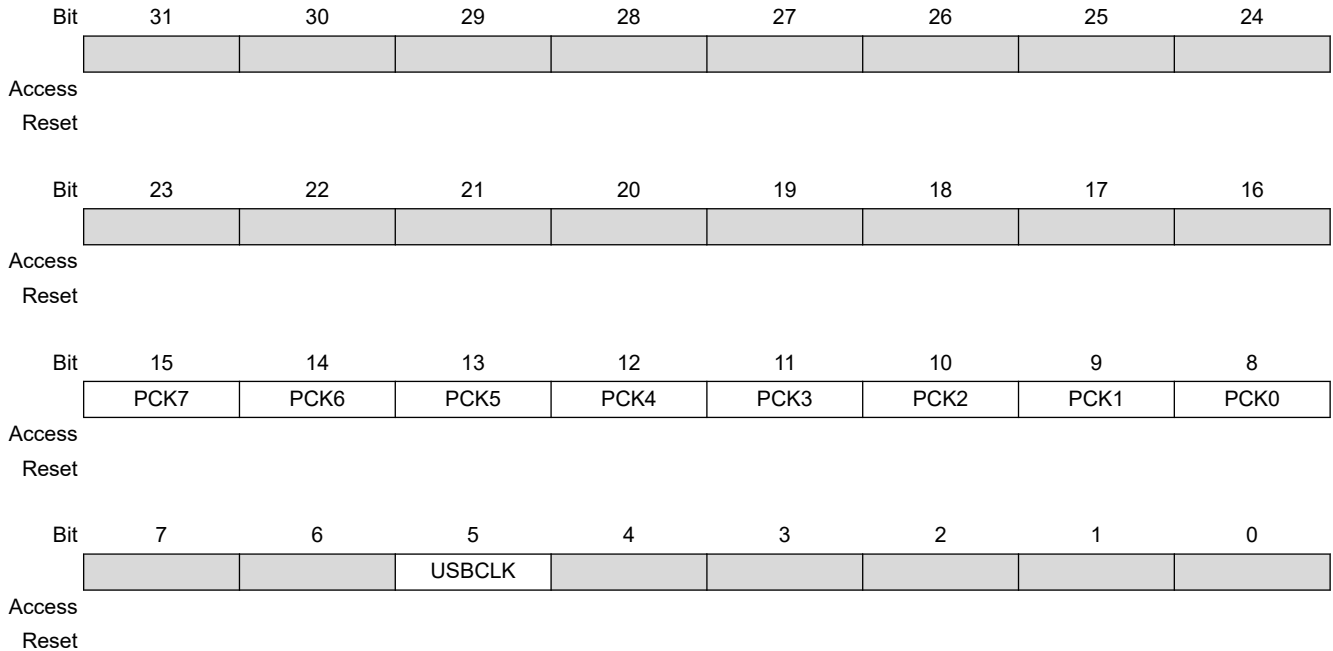 Bit 31 30 29 28 27 26 25 24
Access
Reset
Bit 23 22 21 20 19 18 17 16
Access
Reset
Bit 15 14 13 12 11 10 9 8
PCK7 PCK6 PCK5 PCK4 PCK3 PCK2 PCK1 PCK0
Access
Reset
Bit 7 6 5 4 3 2 1 0
USBCLK
Access
Reset